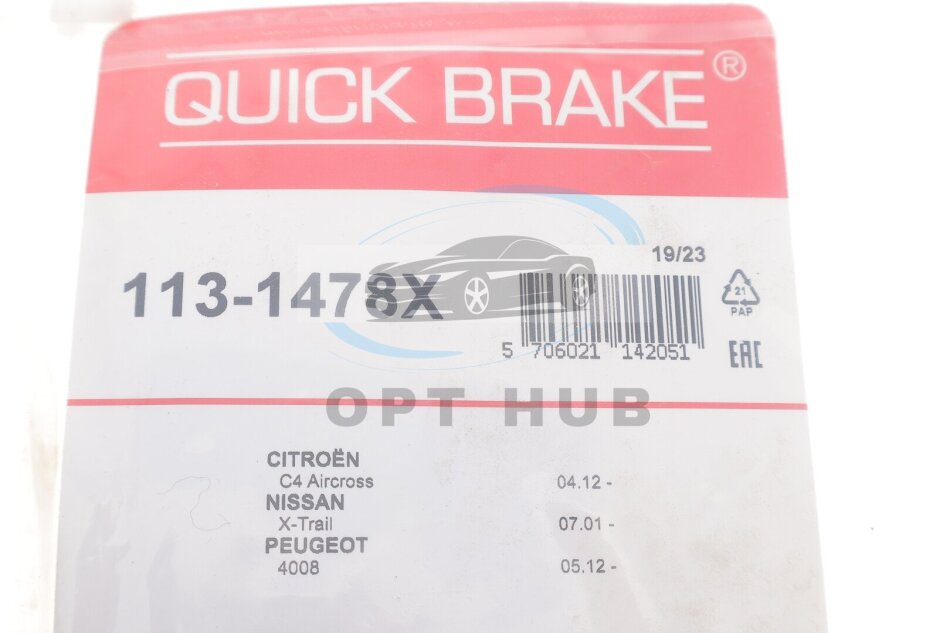 QUICK BRAKE®
19/23
113-1478X
21
PAP
5 706021 142051
EAC
OPT HUB
CITROËN
C4 Aircross 04.12 -
NISSAN
X-Trail 07.01 -
PEUGEOT
4008 05.12 -